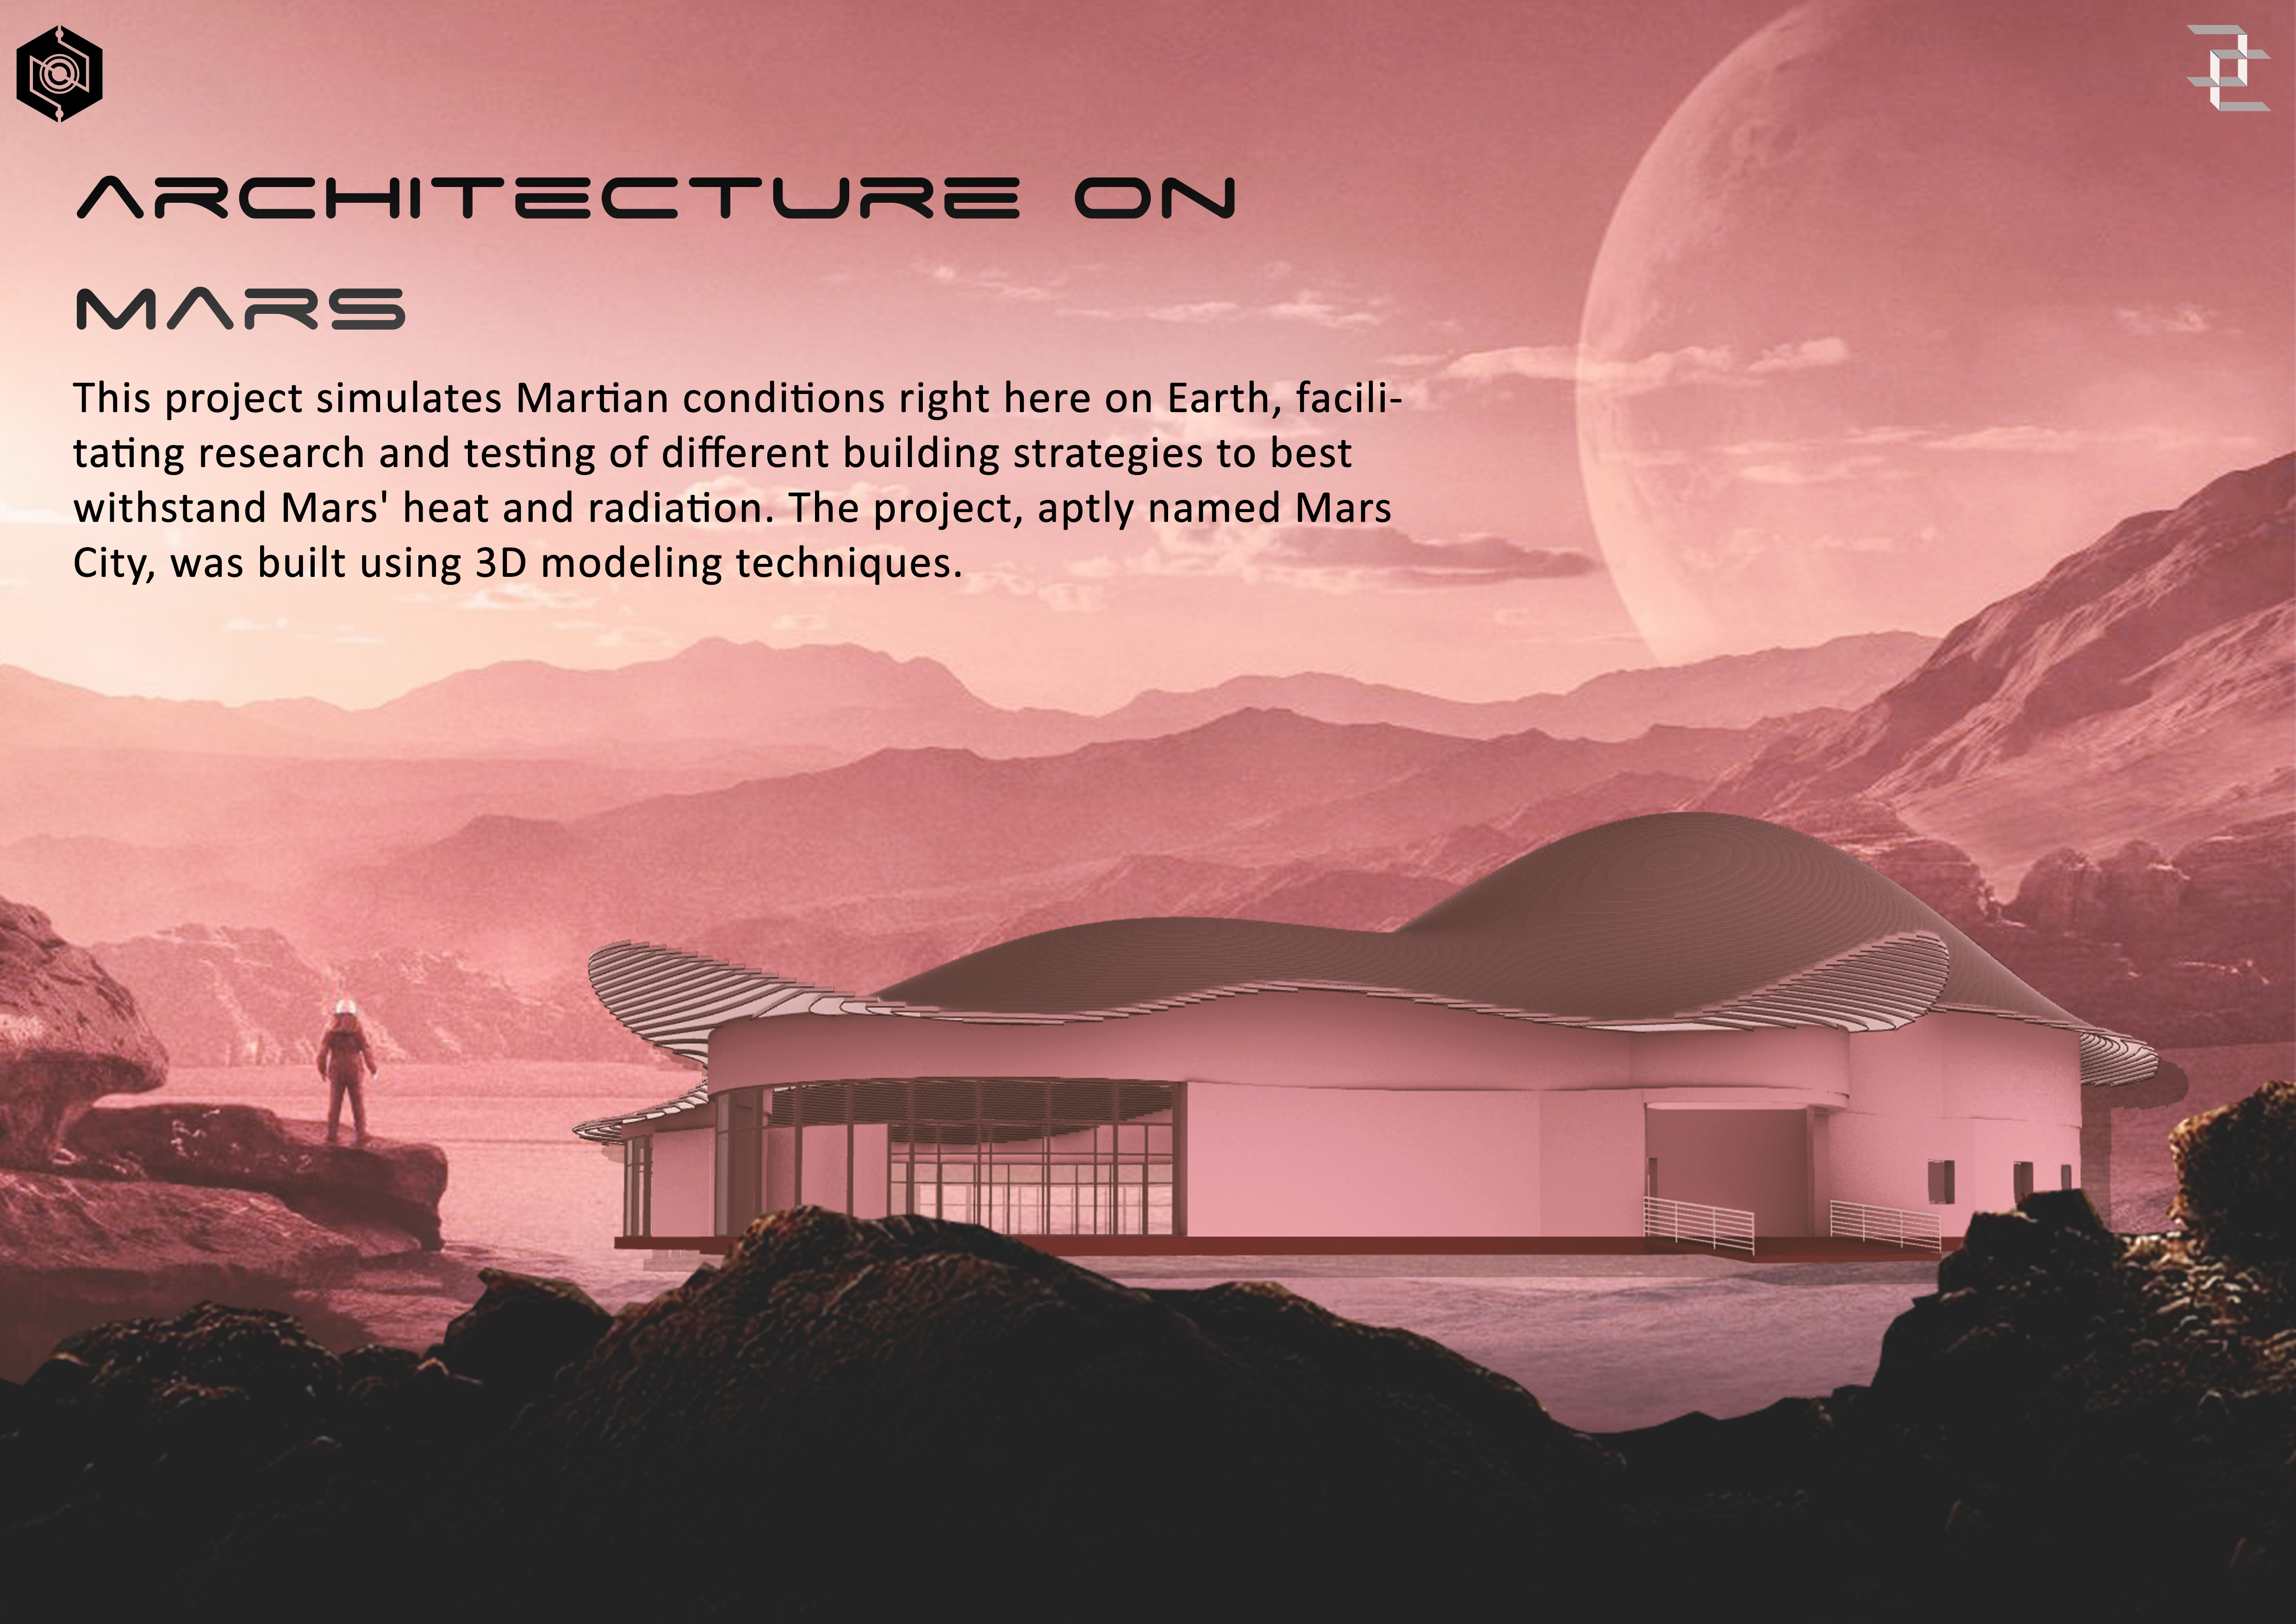 ARCHITECTURE ON
MARS
This project simulates Martian conditions right here on Earth, facili-
tating research and testing of different building strategies to best
withstand Mars' heat and radiation. The project, aptly named Mars
City, was built using 3D modeling techniques.